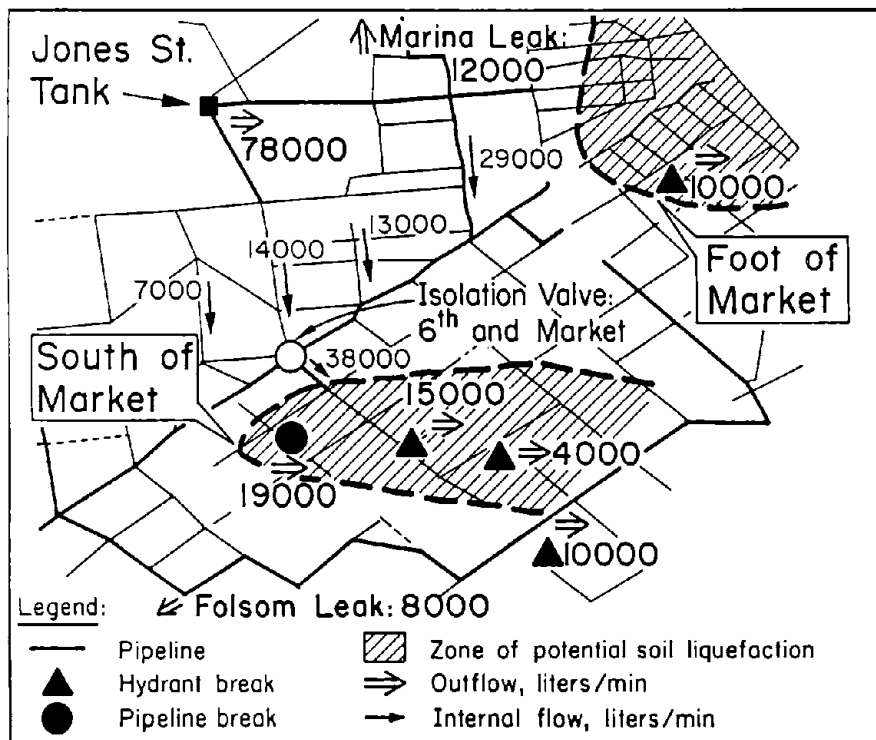 Jones St.
Tank
Marina Leak:
12000
78000
29000
10000
13000
14000
7000
Foot of
Market
Isolation Valve:
6th and Market
South of
Market
38000
15000
4000
19000
10000
Legend:
Folsom Leak: 8000
Pipeline
Hydrant break
Pipeline break
Zone of potential soil liquefaction
Outflow, liters/min
Internal flow, liters/min